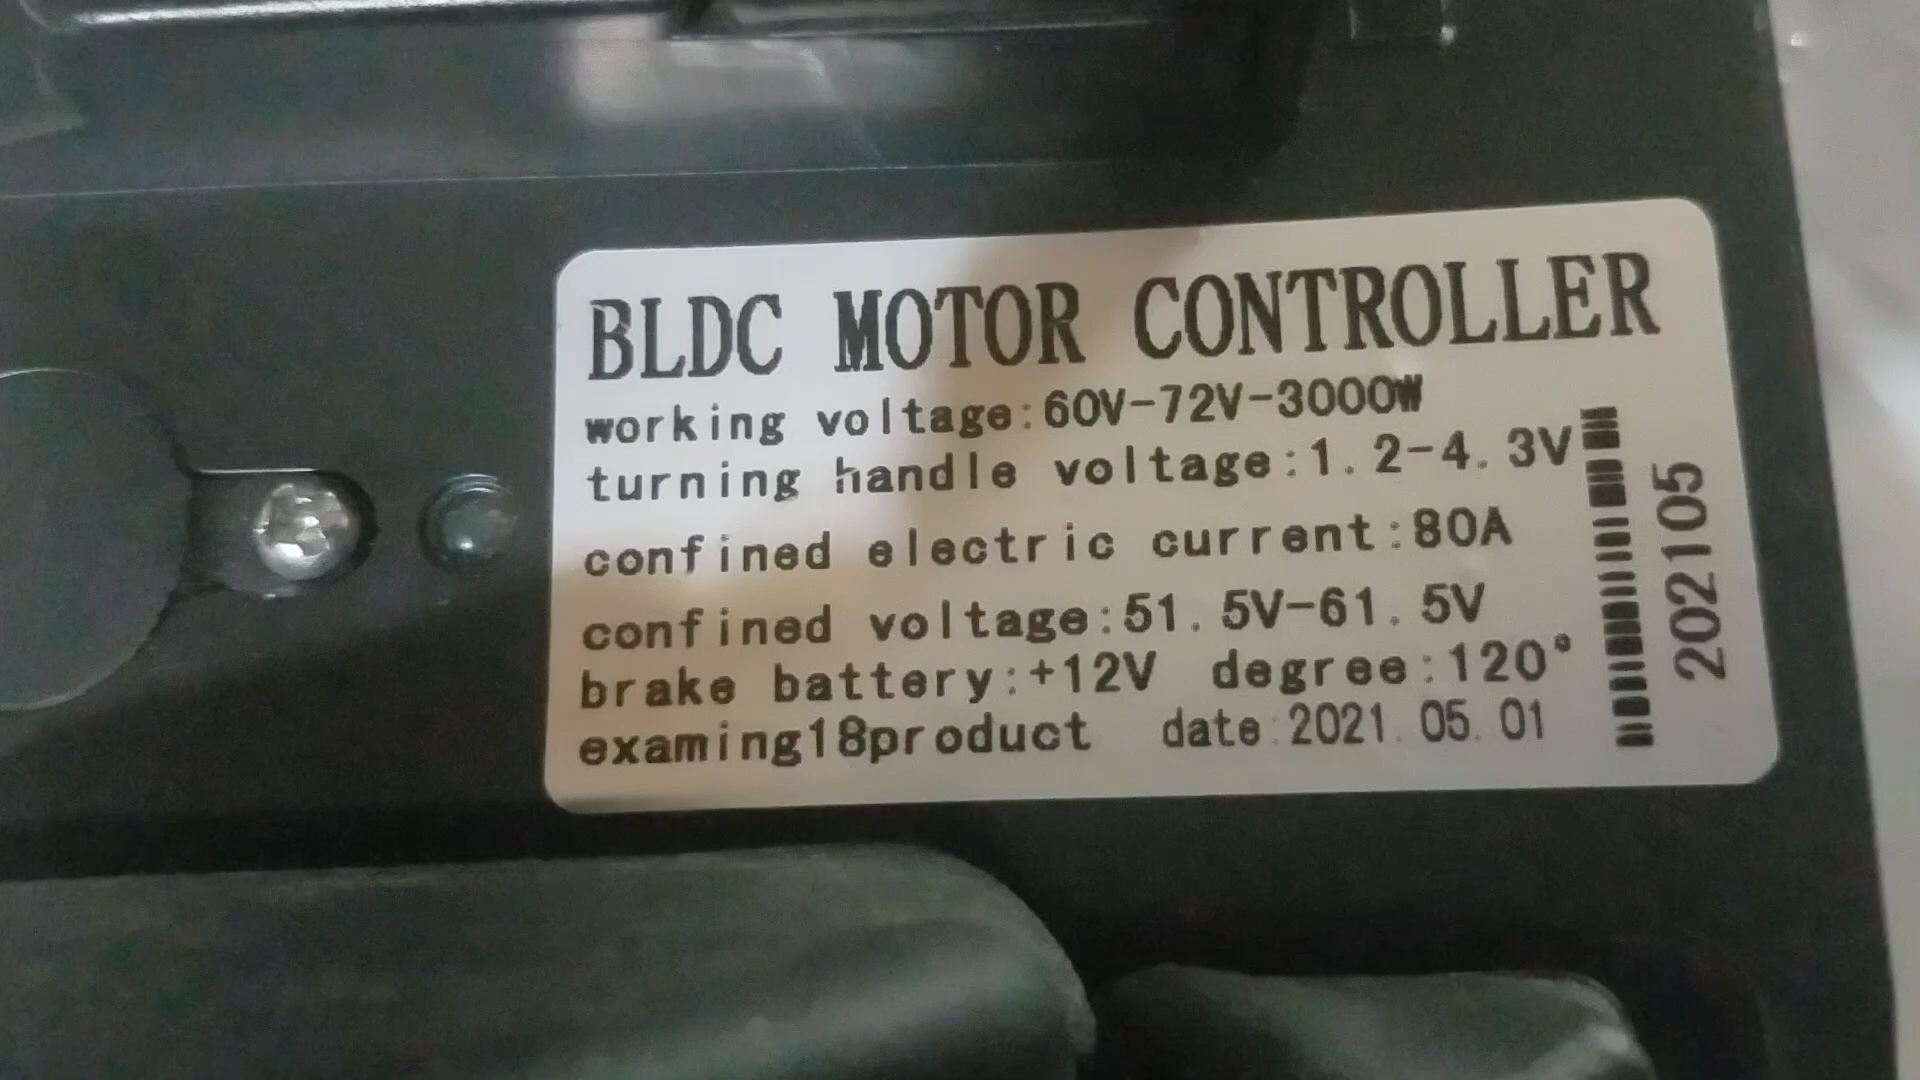 BLDC MOTOR CONTROLLER
working voltage:60V-72V-3000W
turning handle voltage:1.2-4.3V
confined electric current:80A
confined voltage:51.5V-61.5V
brake battery:+12V degree:120°
examing18product date:2021.05.01
202105